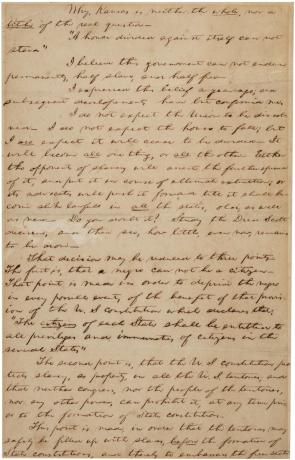 Why, Kansas is neither the whole, nor a
tithe of the real question.
"A house divided against itself can not
stand"
I believe this government can not endure
permanently, half slave, and half free.
I expressed this belief a year ago; and
subsequent developments have but confirmed me.
I do not expect the Union to be dissolv-
ed. I do not expect the house to fall; but
I do expect it will cease to be divided. It
will become all one thing, or all the other. Either
the opponents of slavery will arrest the further spread
of it, and put it in course of ultimate extinction; or
its advocates will push it forward till it shall be-
come alike lawful in all the states, old, as well
as new. Do you doubt it? Study the Dred Scott
decision, and then see, how little, even now, remains
to be done.
That decision may be reduced to three points.
The first is, that a negro can not be a citizen.
That point is made in order to deprive the negro
in every possible event, of the benefit of that provis-
ion of the U. S Constitution which declares that:
"The citizens of each State shall be entitled to
all previleges and immunities of citizens in the
several States."
The second point is, that the U. S constitution pro-
tects slavery, as property, in all the U. S. territories, and
that neither congress, nor the people of the territories,
nor any other power, can prohibit it, at any time prior
to the formation of State constitutions.
This point is made, in order that the territories may
safely be filled up with slaves, before the formation of
State constitutions, and thereby to embarrass the free state